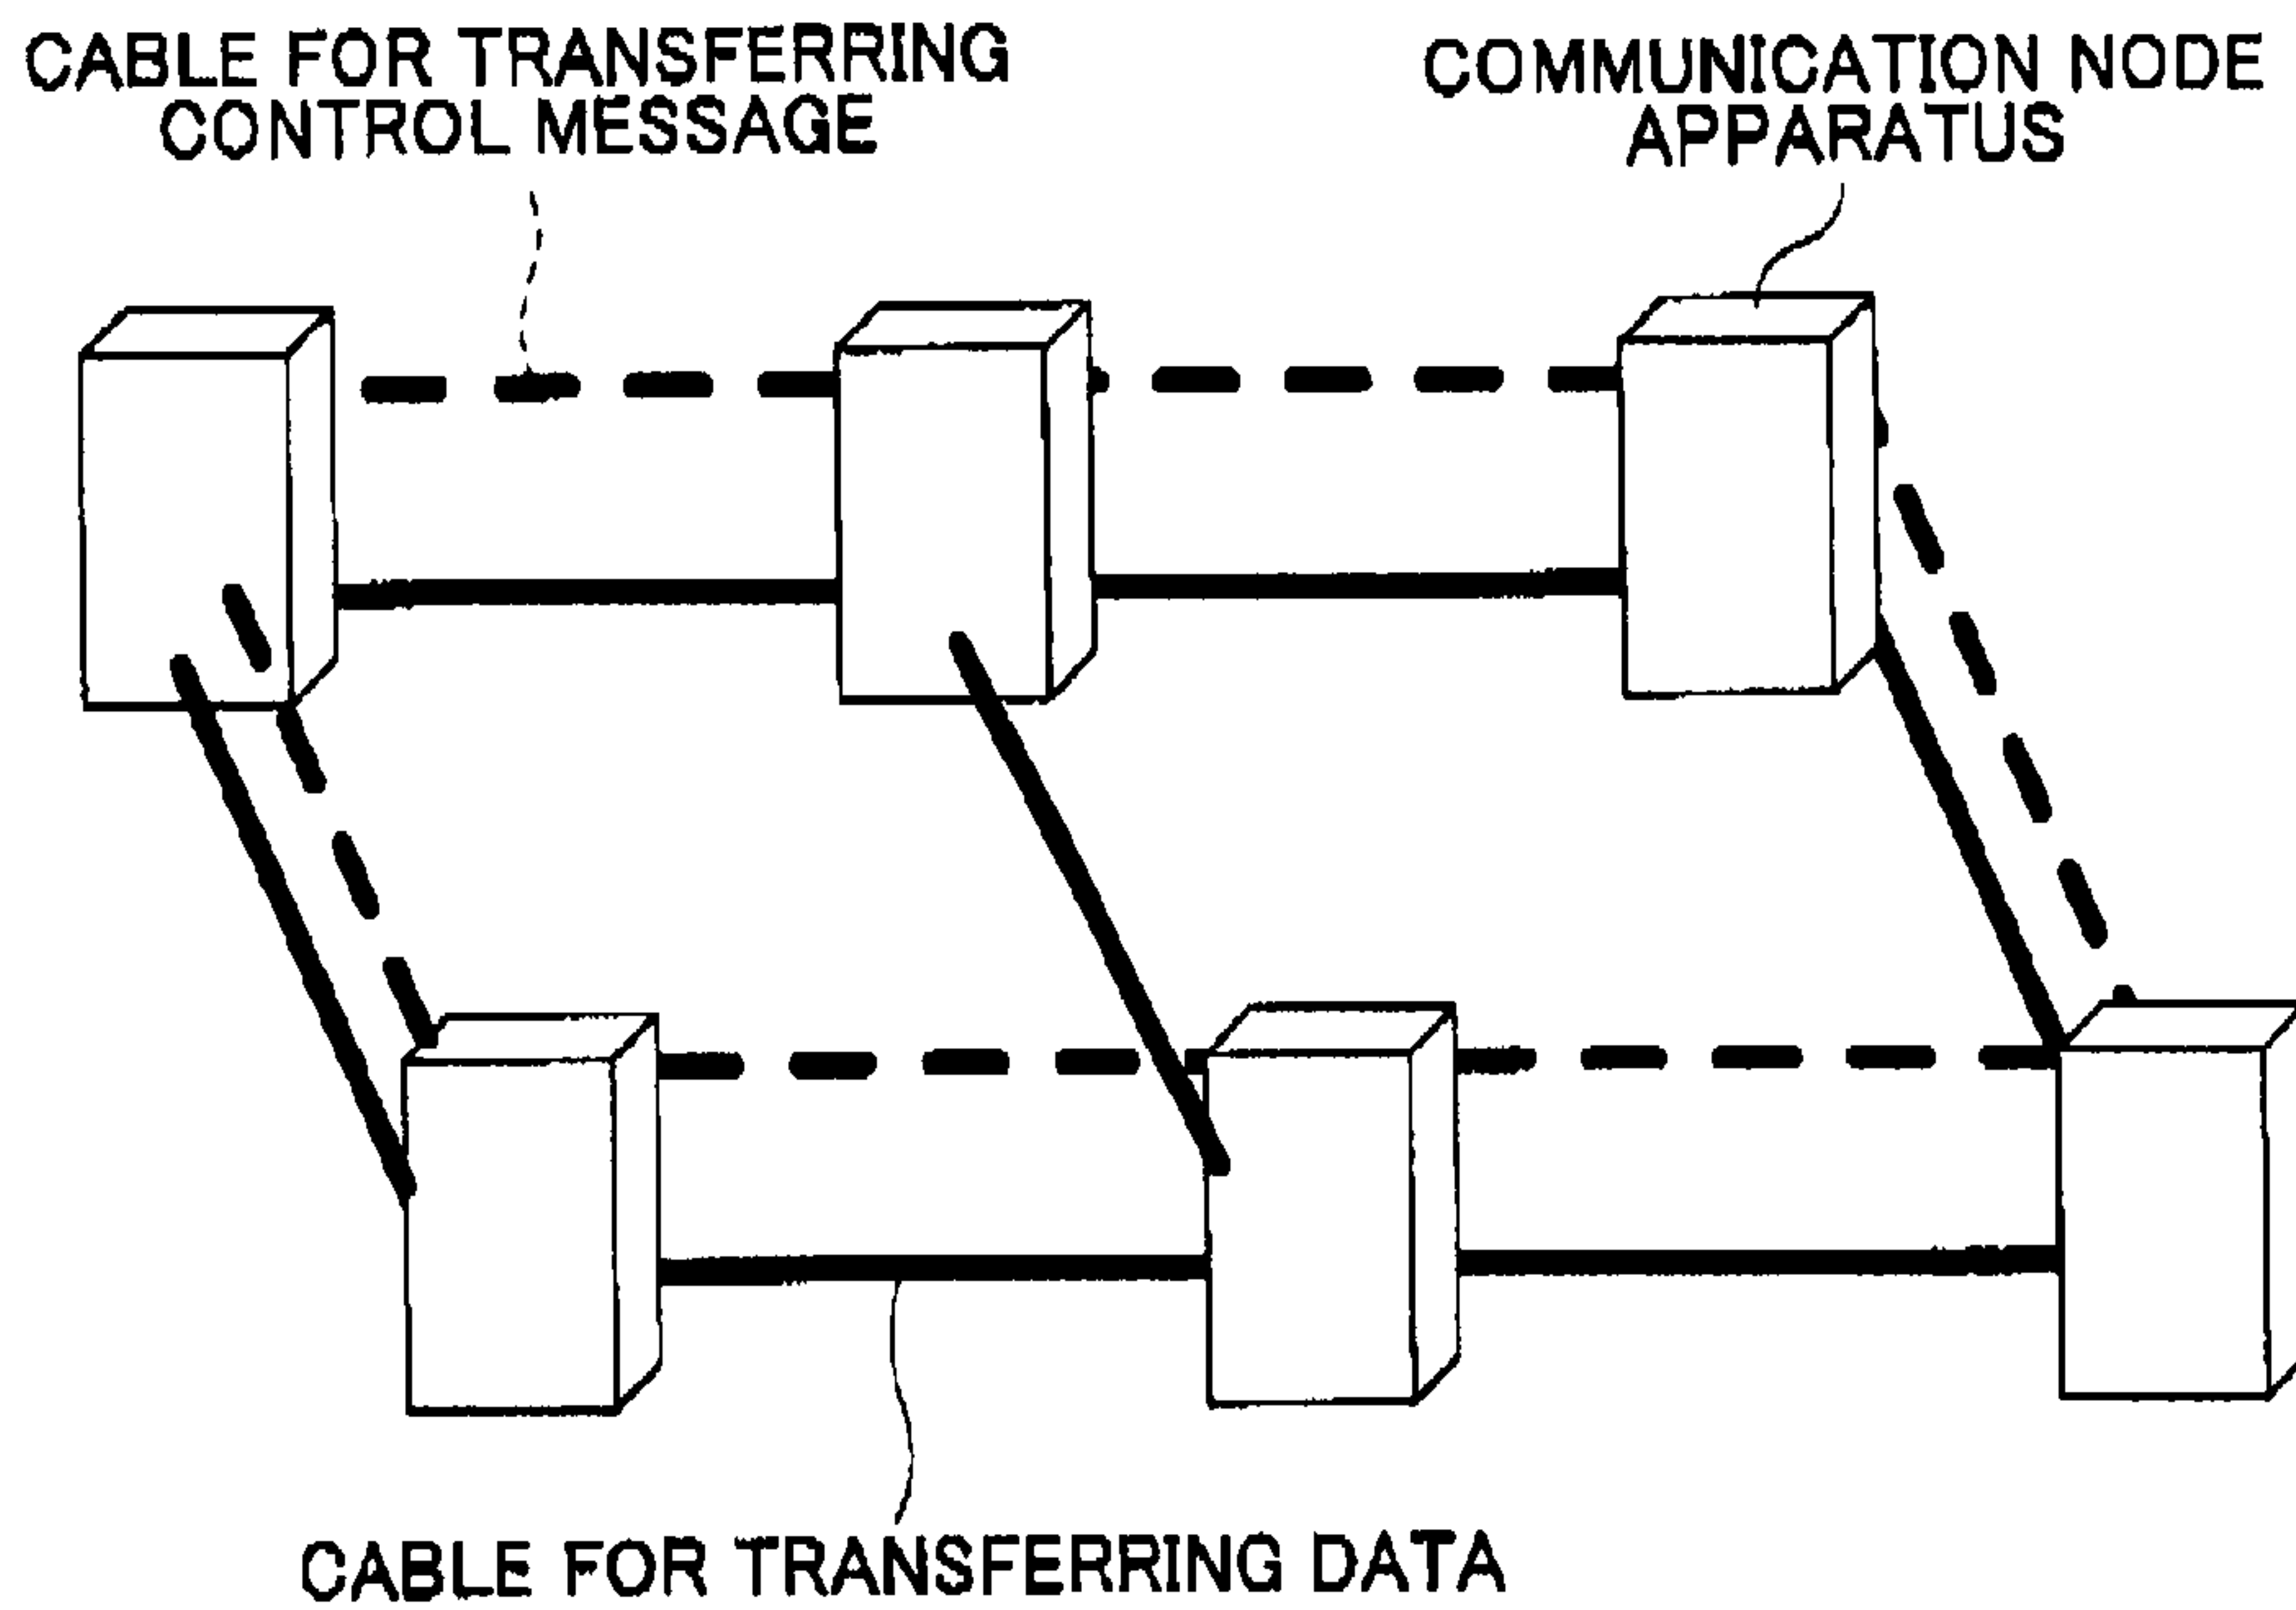 CABLE FOR TRANSFERRING
CONTROL MESSAGE
COMMUNICATION NODE
APPARATUS
CABLE FOR TRANSFERRING DATA